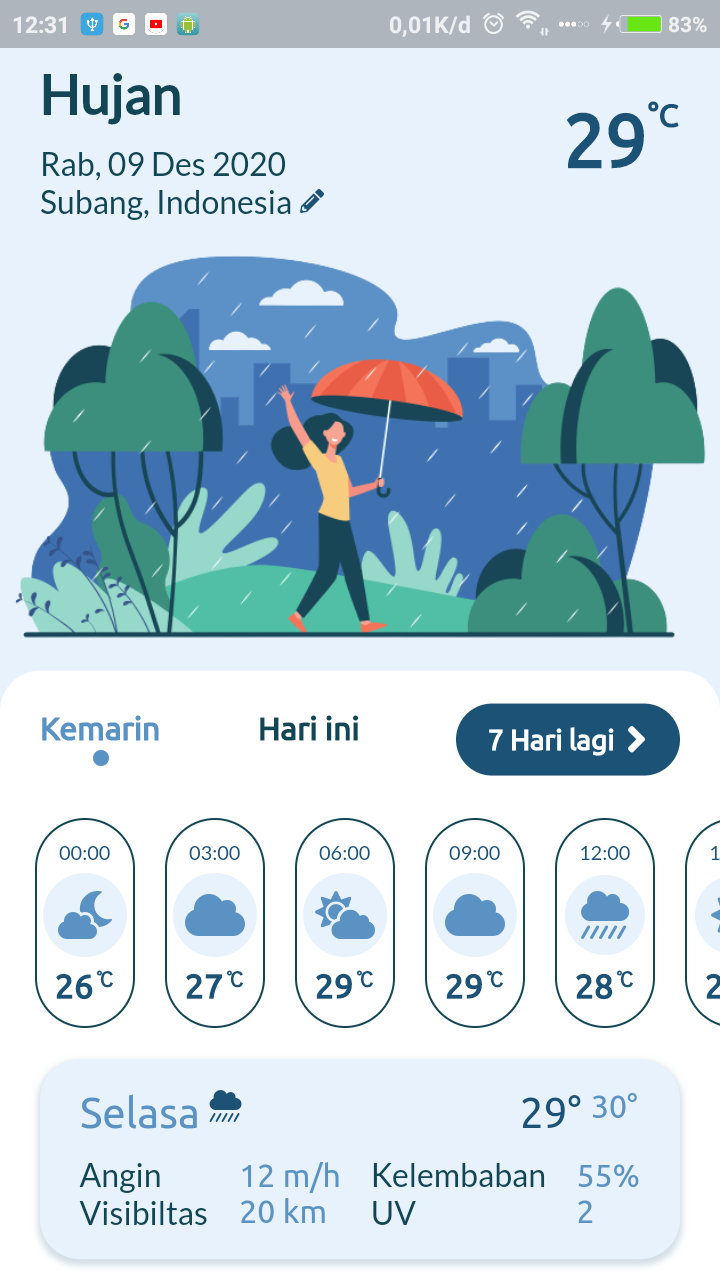 12:31 0,01K/d 83%
Hujan
29°C
Rab, 09 Des 2020
Subang, Indonesia
Kemarin Hari ini 7 Hari lagi
00:00 03:00 06:00 09:00 12:00
26°C 27°C 29°C 29°C 28°C
Selasa 29° 30°
Angin 12 m/h Kelembaban 55%
Visibiltas 20 km UV 2